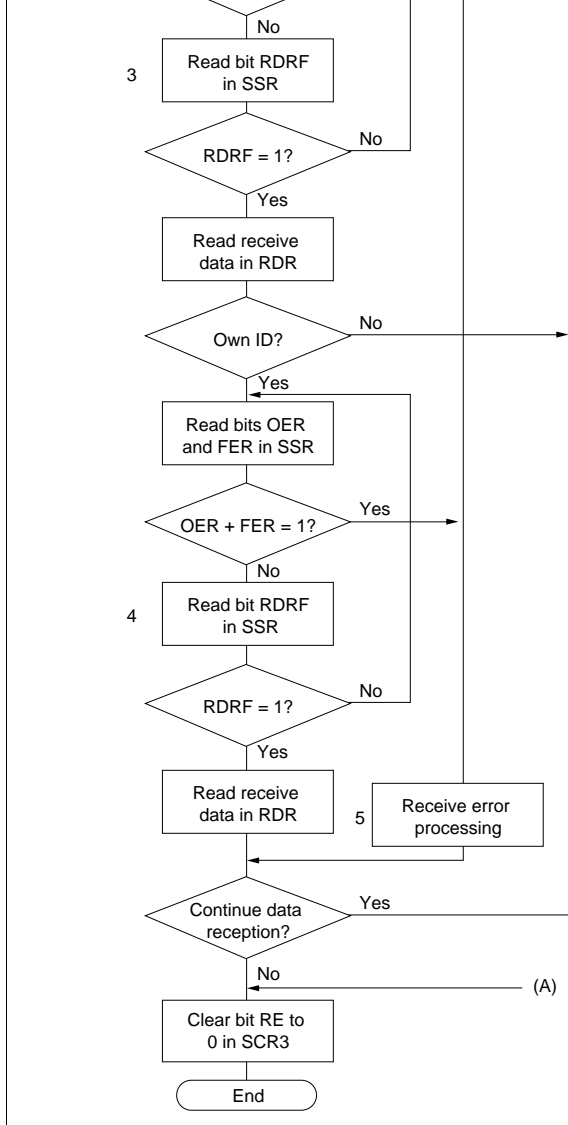 No
3
Read bit RDRF
in SSR
RDRF = 1?
No
Yes
Read receive
data in RDR
Own ID?
No
Yes
Read bits OER
and FER in SSR
OER + FER = 1?
Yes
No
4
Read bit RDRF
in SSR
RDRF = 1?
No
Yes
Read receive
data in RDR
5
Receive error
processing
Continue data
reception?
Yes
No
(A)
Clear bit RE to
0 in SCR3
End